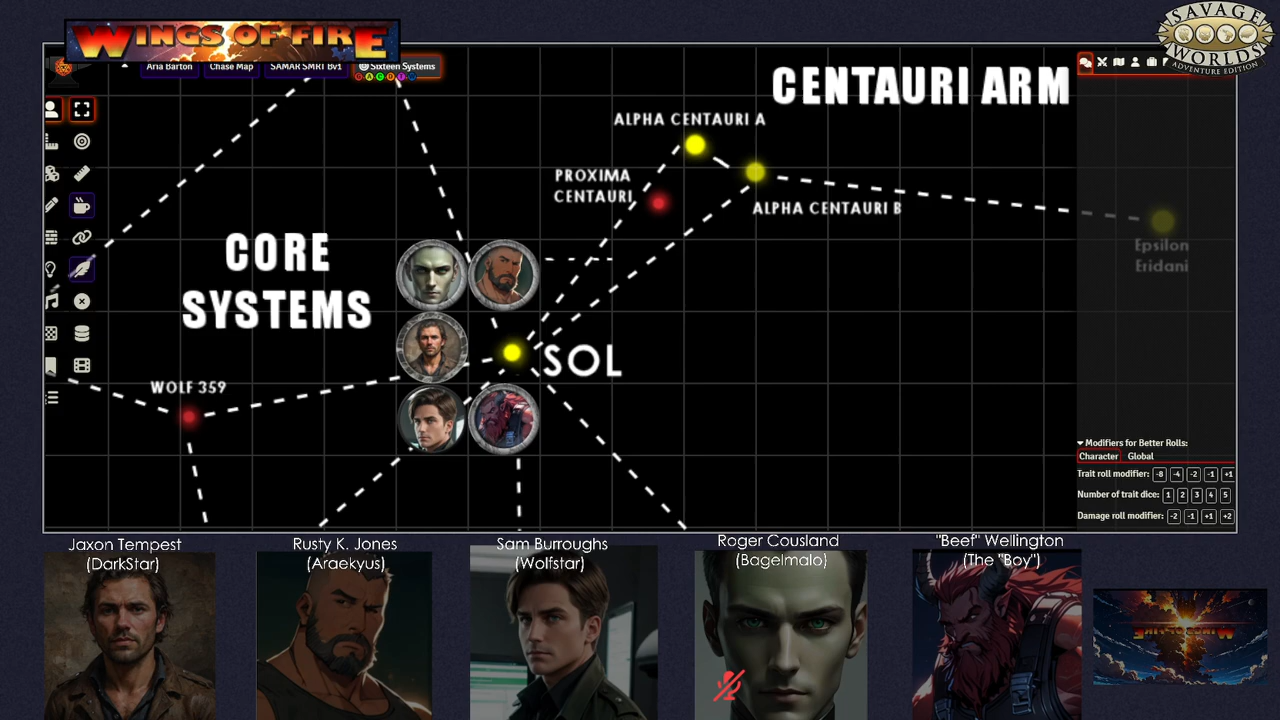 WINGS OF FIRE
SAVAGE
WORLDS
ADVENTURE EDITION
Aria Barton
Chase Map
SAMAR SMRT BV1
Sixteen Systems
G A C D T W
CENTAURI ARM
ALPHA CENTAURI A
PROXIMA
CENTAURI
ALPHA CENTAURI B
Epsilon
Eridani
CORE
SYSTEMS
SOL
WOLF 359
Modifiers for Better Rolls:
Character Global
Trait roll modifier: -8 -4 -2 -1 +1
Number of trait dice: 1 2 3 4 5
Damage roll modifier: -2 -1 +1 +2
Jaxon Tempest
(DarkStar)
Rusty K. Jones
(Araekyus)
Sam Burroughs
(Wolfstar)
Roger Cousland
(Bagelmalo)
"Beef" Wellington
(The "Boy")
WINGS OF FIRE